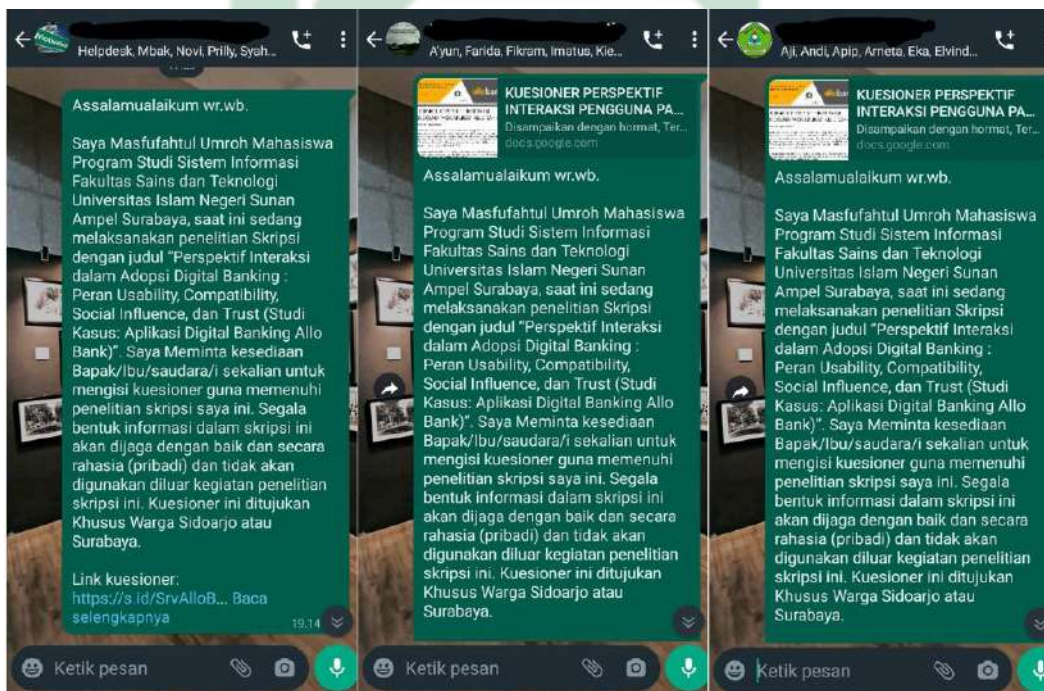 Helpdesk, Mbak, Novi, Prilly, Syah...
Assalamualaikum wr.wb.
Saya Masfufahtul Umroh Mahasiswa
Program Studi Sistem Informasi
Fakultas Sains dan Teknologi
Universitas Islam Negeri Sunan
Ampel Surabaya, saat ini sedang
melaksanakan penelitian Skripsi
dengan judul "Perspektif Interaksi
dalam Adopsi Digital Banking :
Peran Usability, Compatibility,
Social Influence, dan Trust (Studi
Kasus: Aplikasi Digital Banking Allo
Bank)". Saya Meminta kesediaan
Bapak/Ibu/saudara/i sekalian untuk
mengisi kuesioner guna memenuhi
penelitian skripsi saya ini. Segala
bentuk informasi dalam skripsi ini
akan dijaga dengan baik dan secara
rahasia (pribadi) dan tidak akan
digunakan diluar kegiatan penelitian
skripsi ini. Kuesioner ini ditujukan
Khusus Warga Sidoarjo atau
Surabaya.
Link kuesioner:
https://s.id/SrvAlloB... Baca
selengkapnya
19.14
Ketik pesan
A'yun, Farida, Fikram, Imatus, Kie...
KUESIONER PERSPEKTIF
INTERAKSI PENGGUNA PA...
Disampaikan dengan hormat, Ter...
docs.google.com
Assalamualaikum wr.wb.
Saya Masfufahtul Umroh Mahasiswa
Program Studi Sistem Informasi
Fakultas Sains dan Teknologi
Universitas Islam Negeri Sunan
Ampel Surabaya, saat ini sedang
melaksanakan penelitian Skripsi
dengan judul "Perspektif Interaksi
dalam Adopsi Digital Banking :
Peran Usability, Compatibility,
Social Influence, dan Trust (Studi
Kasus: Aplikasi Digital Banking Allo
Bank)". Saya Meminta kesediaan
Bapak/Ibu/saudara/i sekalian untuk
mengisi kuesioner guna memenuhi
penelitian skripsi saya ini. Segala
bentuk informasi dalam skripsi ini
akan dijaga dengan baik dan secara
rahasia (pribadi) dan tidak akan
digunakan diluar kegiatan penelitian
skripsi ini. Kuesioner ini ditujukan
Khusus Warga Sidoarjo atau
Surabaya.
Ketik pesan
Aji, Andi, Apip, Arneta, Eka, Elvind...
KUESIONER PERSPEKTIF
INTERAKSI PENGGUNA PA...
Disampaikan dengan hormat, Ter...
docs.google.com
Assalamualaikum wr.wb.
Saya Masfufahtul Umroh Mahasiswa
Program Studi Sistem Informasi
Fakultas Sains dan Teknologi
Universitas Islam Negeri Sunan
Ampel Surabaya, saat ini sedang
melaksanakan penelitian Skripsi
dengan judul "Perspektif Interaksi
dalam Adopsi Digital Banking :
Peran Usability, Compatibility,
Social Influence, dan Trust (Studi
Kasus: Aplikasi Digital Banking Allo
Bank)". Saya Meminta kesediaan
Bapak/Ibu/saudara/i sekalian untuk
mengisi kuesioner guna memenuhi
penelitian skripsi saya ini. Segala
bentuk informasi dalam skripsi ini
akan dijaga dengan baik dan secara
rahasia (pribadi) dan tidak akan
digunakan diluar kegiatan penelitian
skripsi ini. Kuesioner ini ditujukan
Khusus Warga Sidoarjo atau
Surabaya.
Ketik pesan